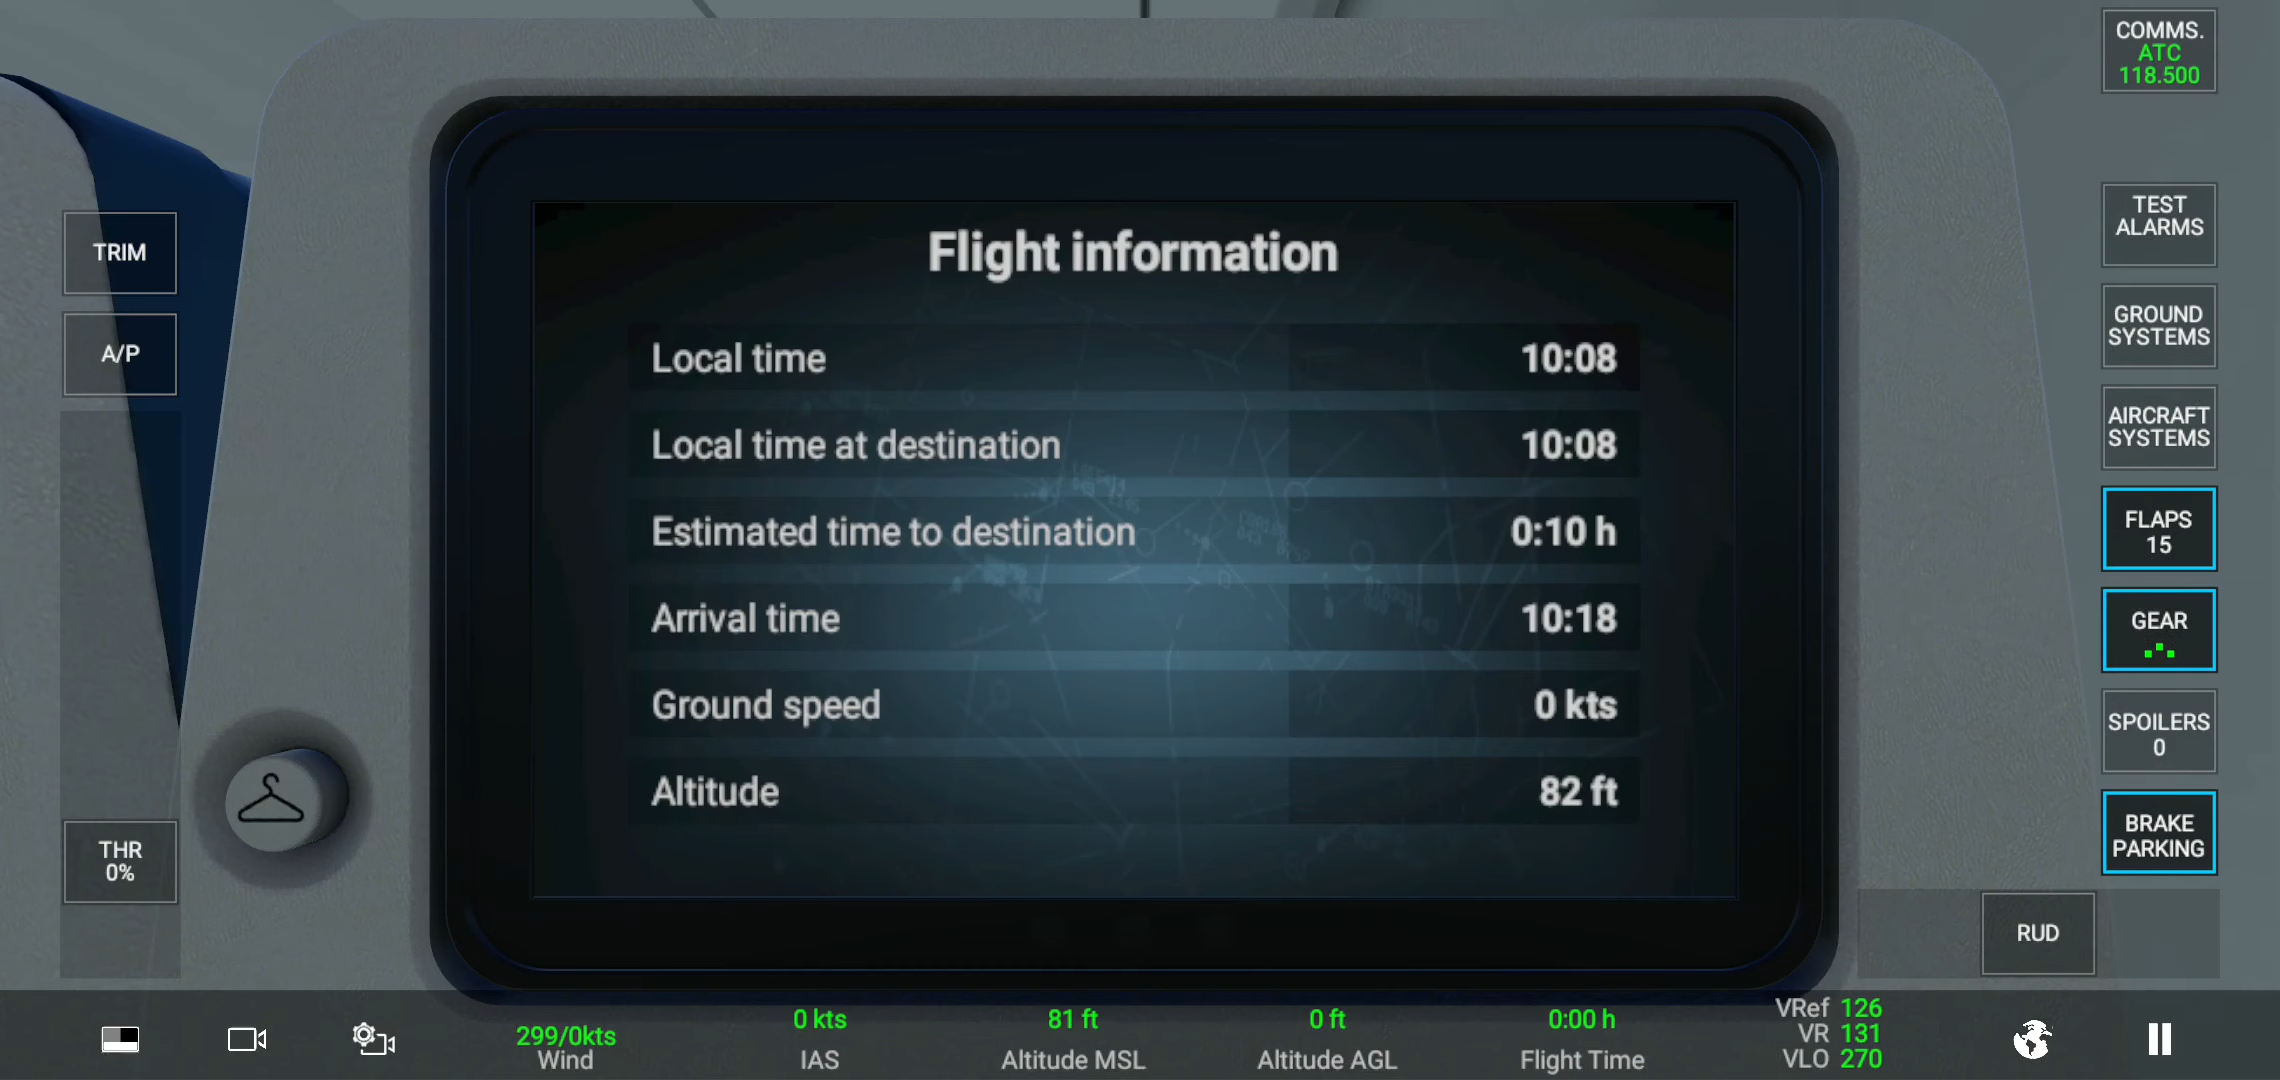 COMMS.
ATC
118.500
TRIM
A/P
THR
0%
Flight information
Local time 10:08
Local time at destination 10:08
Estimated time to destination 0:10 h
Arrival time 10:18
Ground speed 0 kts
Altitude 82 ft
TEST
ALARMS
GROUND
SYSTEMS
AIRCRAFT
SYSTEMS
FLAPS
15
GEAR
SPOILERS
0
BRAKE
PARKING
RUD
299/0kts
Wind
0 kts
IAS
81 ft
Altitude MSL
0 ft
Altitude AGL
0:00 h
Flight Time
VRef 126
VR 131
VLO 270